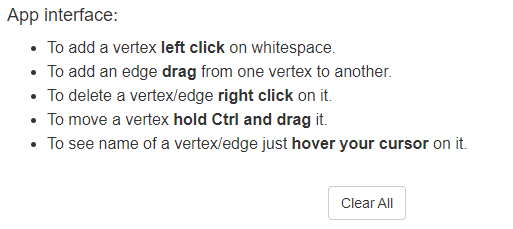 App interface:
• To add a vertex left click on whitespace.
• To add an edge drag from one vertex to another.
• To delete a vertex/edge right click on it.
• To move a vertex hold Ctrl and drag it.
• To see name of a vertex/edge just hover your cursor on it.
Clear All